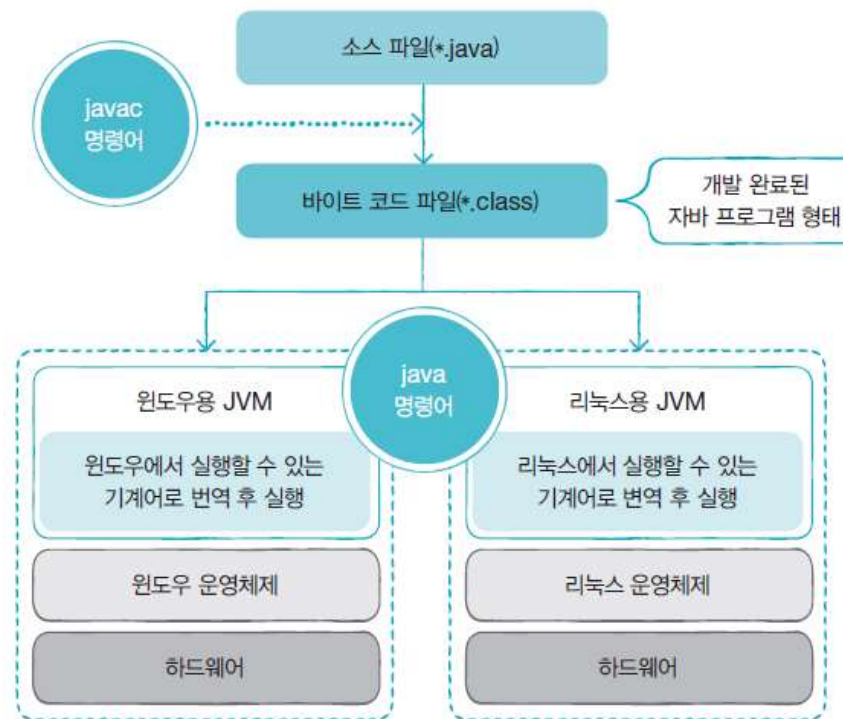 소스 파일(*.java)
javac
명령어
바이트 코드 파일(*.class)
개발 완료된
자바 프로그램 형태
java
명령어
윈도우용 JVM
윈도우에서 실행할 수 있는
기계어로 번역 후 실행
윈도우 운영체제
하드웨어
리눅스용 JVM
리눅스에서 실행할 수 있는
기계어로 변역 후 실행
리눅스 운영체제
하드웨어